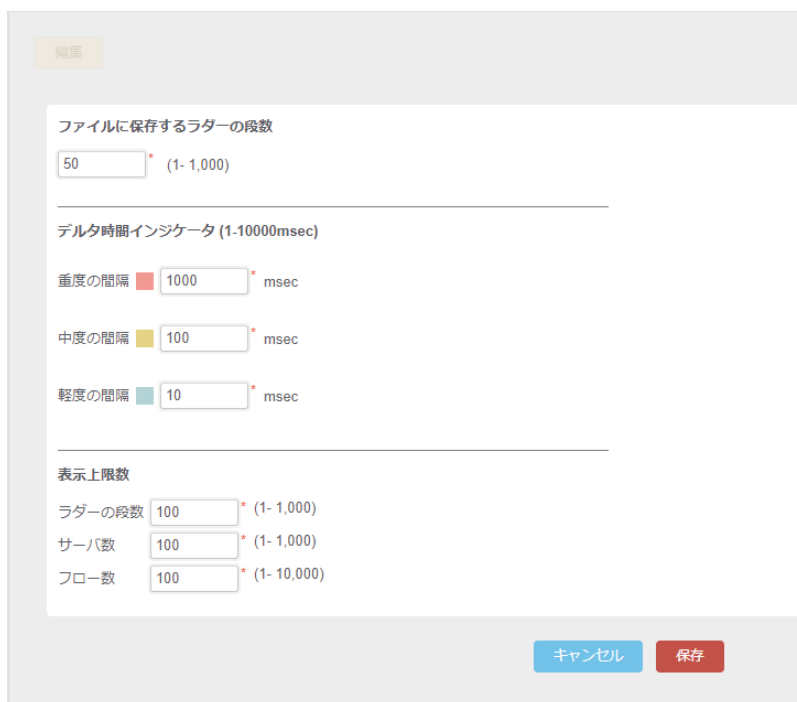 編集
ファイルに保存するラダーの段数
50 * (1- 1,000)
デルタ時間インジケータ (1-10000msec)
重度の間隔 1000 * msec
中度の間隔 100 * msec
軽度の間隔 10 * msec
表示上限数
ラダーの段数 100 * (1- 1,000)
サーバ数 100 * (1- 1,000)
フロー数 100 * (1- 10,000)
キャンセル 保存